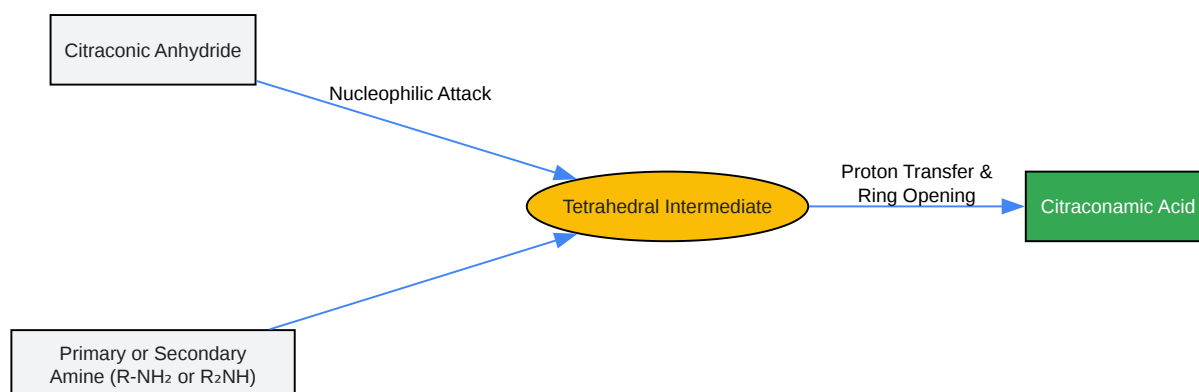 Citraconic Anhydride
Nucleophilic Attack
Proton Transfer &
Ring Opening
Tetrahedral Intermediate
Citraconamic Acid
Primary or Secondary
Amine (R-NH₂ or R₂NH)